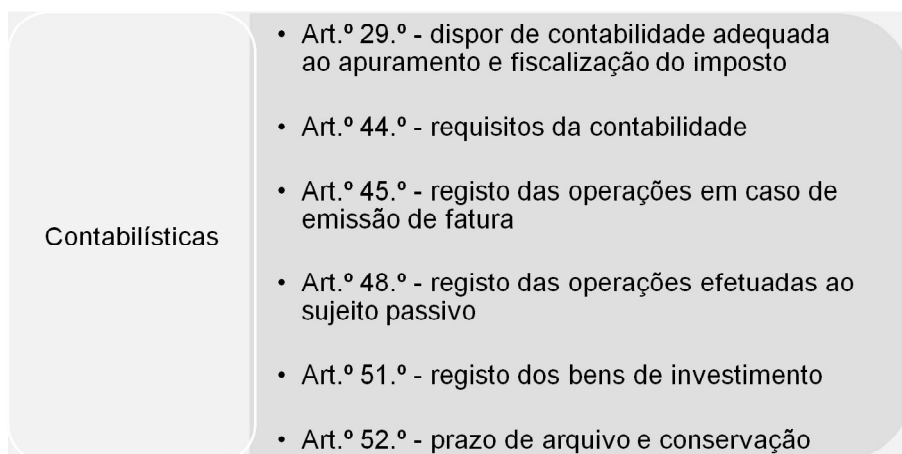 Contabilísticas
• Art.º 29.º - dispor de contabilidade adequada
ao apuramento e fiscalização do imposto
• Art.º 44.º - requisitos da contabilidade
• Art.º 45.º - registo das operações em caso de
emissão de fatura
• Art.º 48.º - registo das operações efetuadas ao
sujeito passivo
• Art.º 51.º - registo dos bens de investimento
• Art.º 52.º - prazo de arquivo e conservação